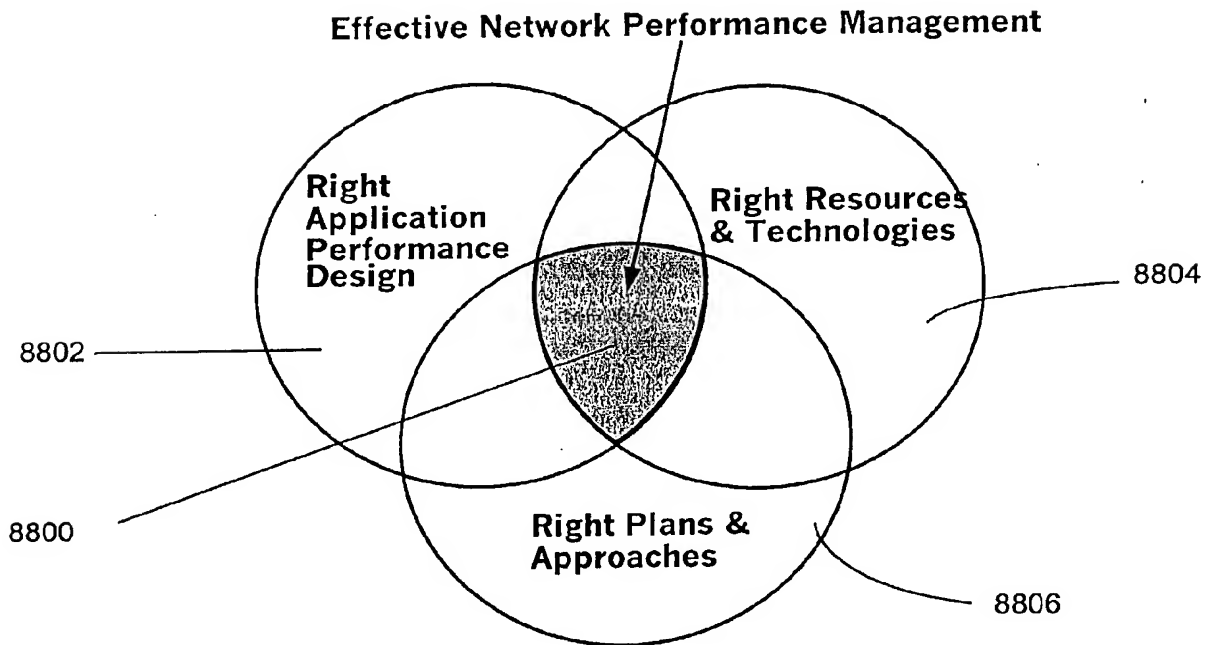 Effective Network Performance Management
Right
Application
Performance
Design
Right Resources
& Technologies
8804
8802
8800
Right Plans &
Approaches
8806